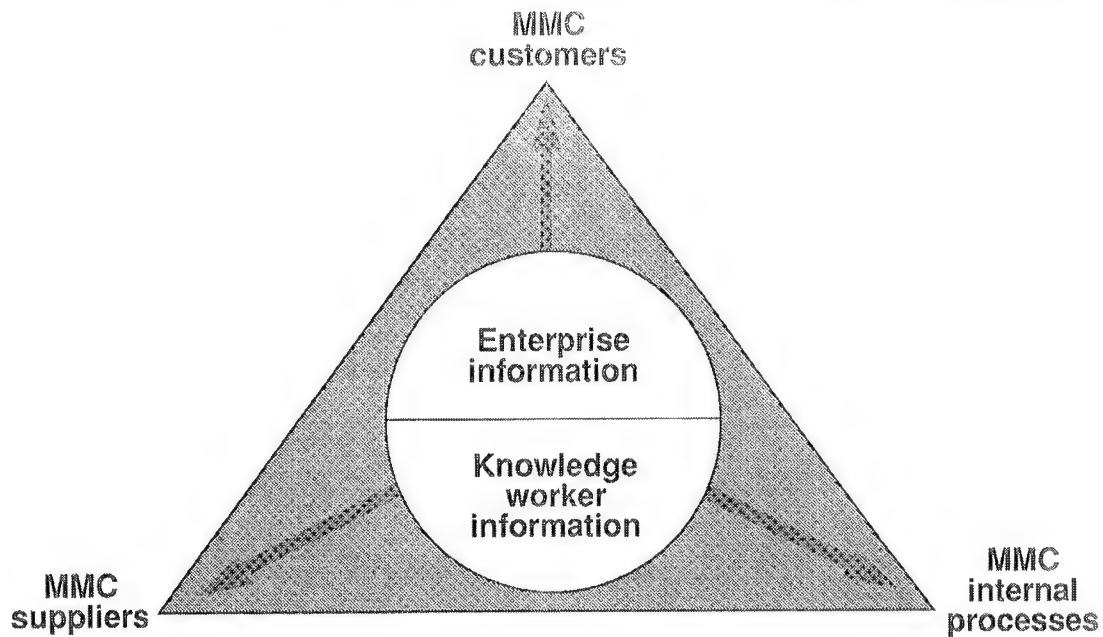 MMC
customers
Enterprise
information
Knowledge
worker
information
MMC
suppliers
MMC
internal
processes